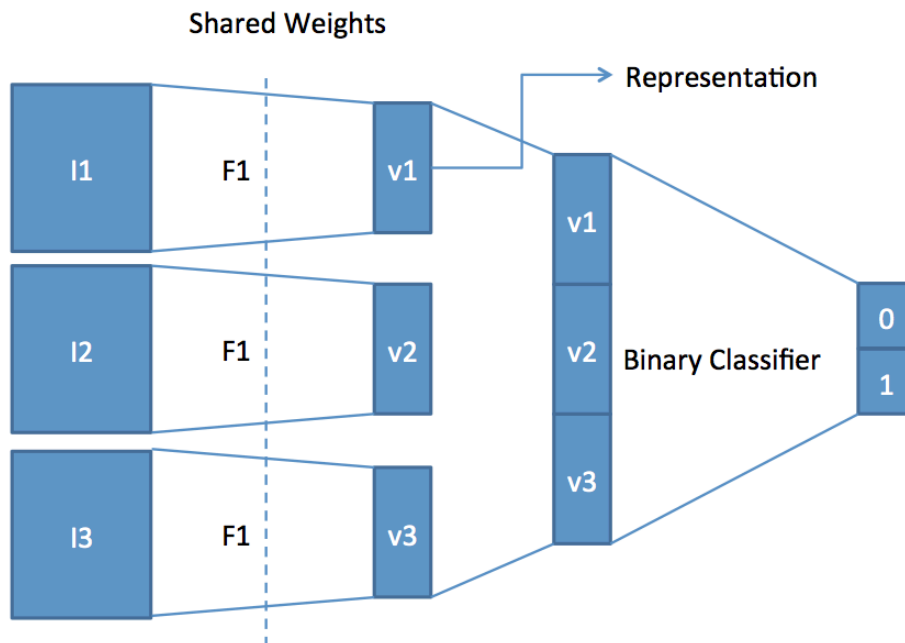 Shared Weights
Representation
I1
F1
v1
v1
I2
F1
v2
v2
Binary Classifier
0
1
I3
F1
v3
v3